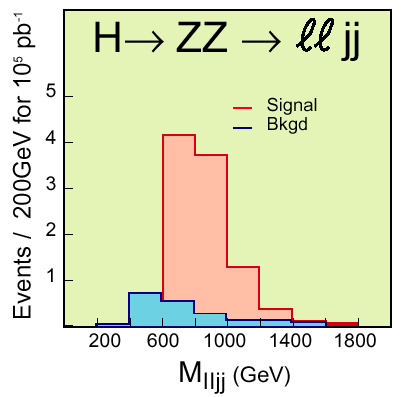 H→ ZZ → ℓℓ jj
Events / 200GeV for 10⁵ pb⁻¹
5
4
3
2
1
Signal
Bkgd
200 600 1000 1400 1800
M_lljj (GeV)